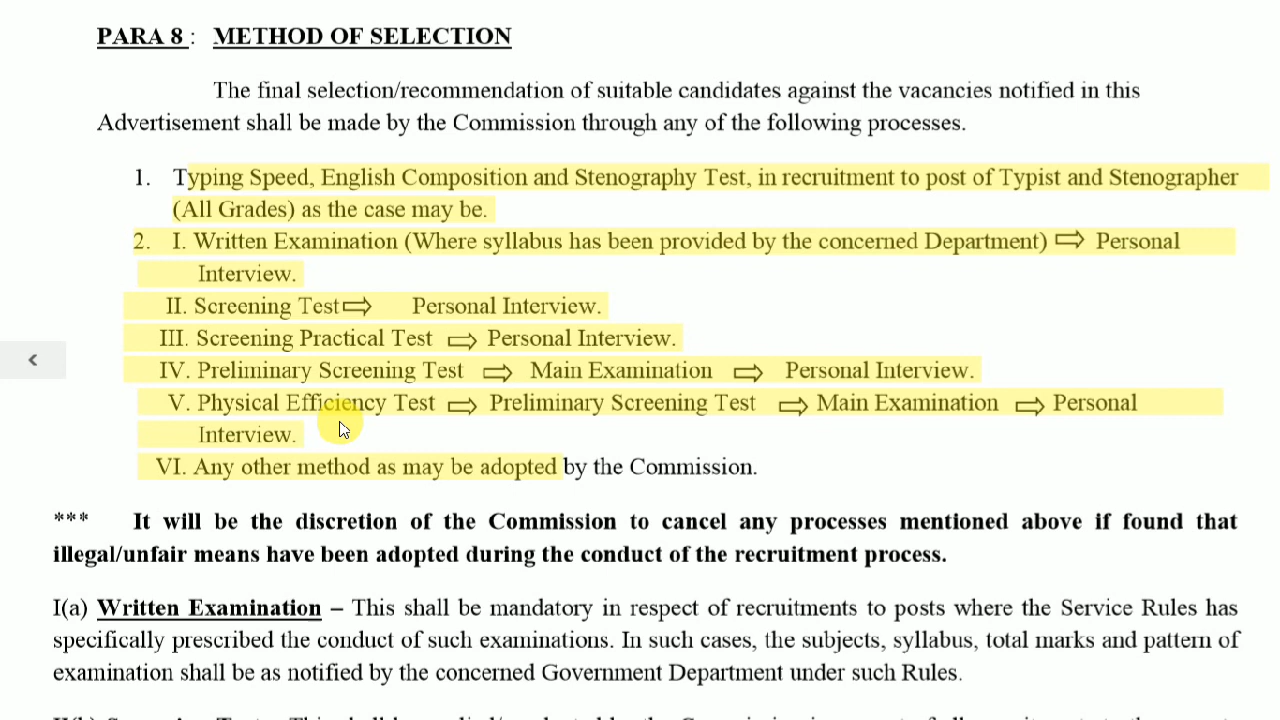 PARA 8 : METHOD OF SELECTION
The final selection/recommendation of suitable candidates against the vacancies notified in this
Advertisement shall be made by the Commission through any of the following processes.
1. Typing Speed, English Composition and Stenography Test, in recruitment to post of Typist and Stenographer
(All Grades) as the case may be.
2. I. Written Examination (Where syllabus has been provided by the concerned Department) ⇨ Personal
Interview.
II. Screening Test ⇨ Personal Interview.
III. Screening Practical Test ⇨ Personal Interview.
IV. Preliminary Screening Test ⇨ Main Examination ⇨ Personal Interview.
V. Physical Efficiency Test ⇨ Preliminary Screening Test ⇨ Main Examination ⇨ Personal
Interview.
VI. Any other method as may be adopted by the Commission.
*** It will be the discretion of the Commission to cancel any processes mentioned above if found that
illegal/unfair means have been adopted during the conduct of the recruitment process.
I(a) Written Examination – This shall be mandatory in respect of recruitments to posts where the Service Rules has
specifically prescribed the conduct of such examinations. In such cases, the subjects, syllabus, total marks and pattern of
examination shall be as notified by the concerned Government Department under such Rules.